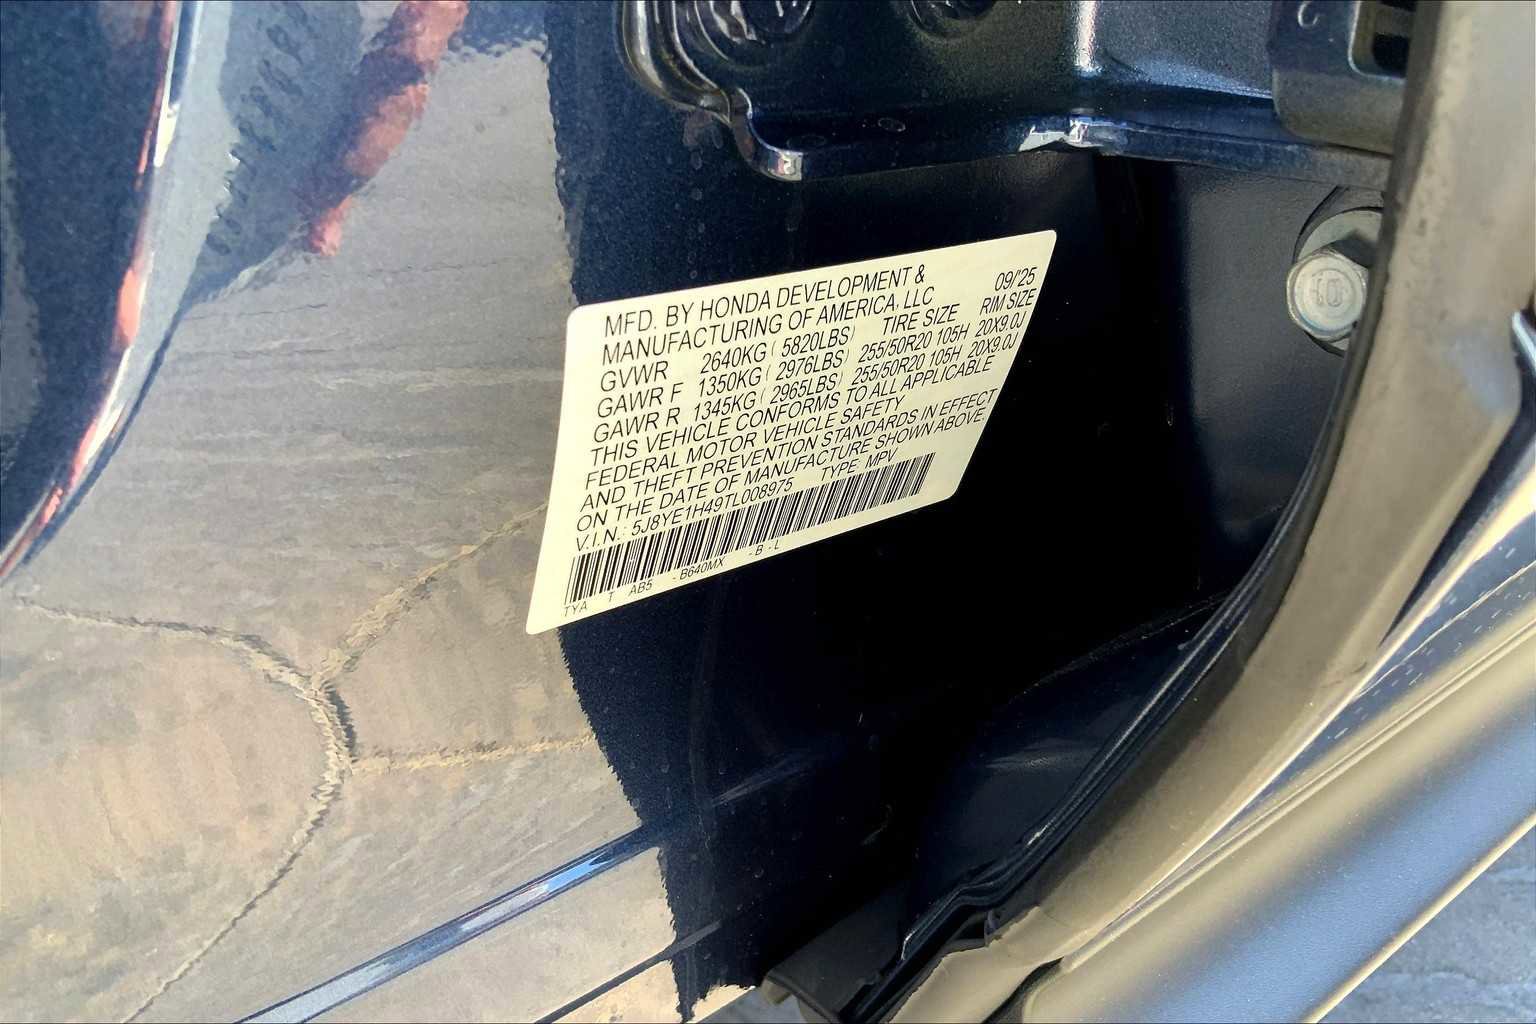 MFD. BY HONDA DEVELOPMENT & 09/'25
MANUFACTURING OF AMERICA, LLC
TIRE SIZE RIM SIZE
GVWR 2640KG ( 5820LBS)
GAWR F 1350KG ( 2976LBS) 255/50R20 105H 20X9.0J
GAWR R 1345KG ( 2965LBS) 255/50R20 105H 20X9.0J
THIS VEHICLE CONFORMS TO ALL APPLICABLE
FEDERAL MOTOR VEHICLE SAFETY
AND THEFT PREVENTION STANDARDS IN EFFECT
ON THE DATE OF MANUFACTURE SHOWN ABOVE.
V.I.N.: 5J8YE1H49TL008975 TYPE: MPV
TYA T AB5 - B640MX - B - L